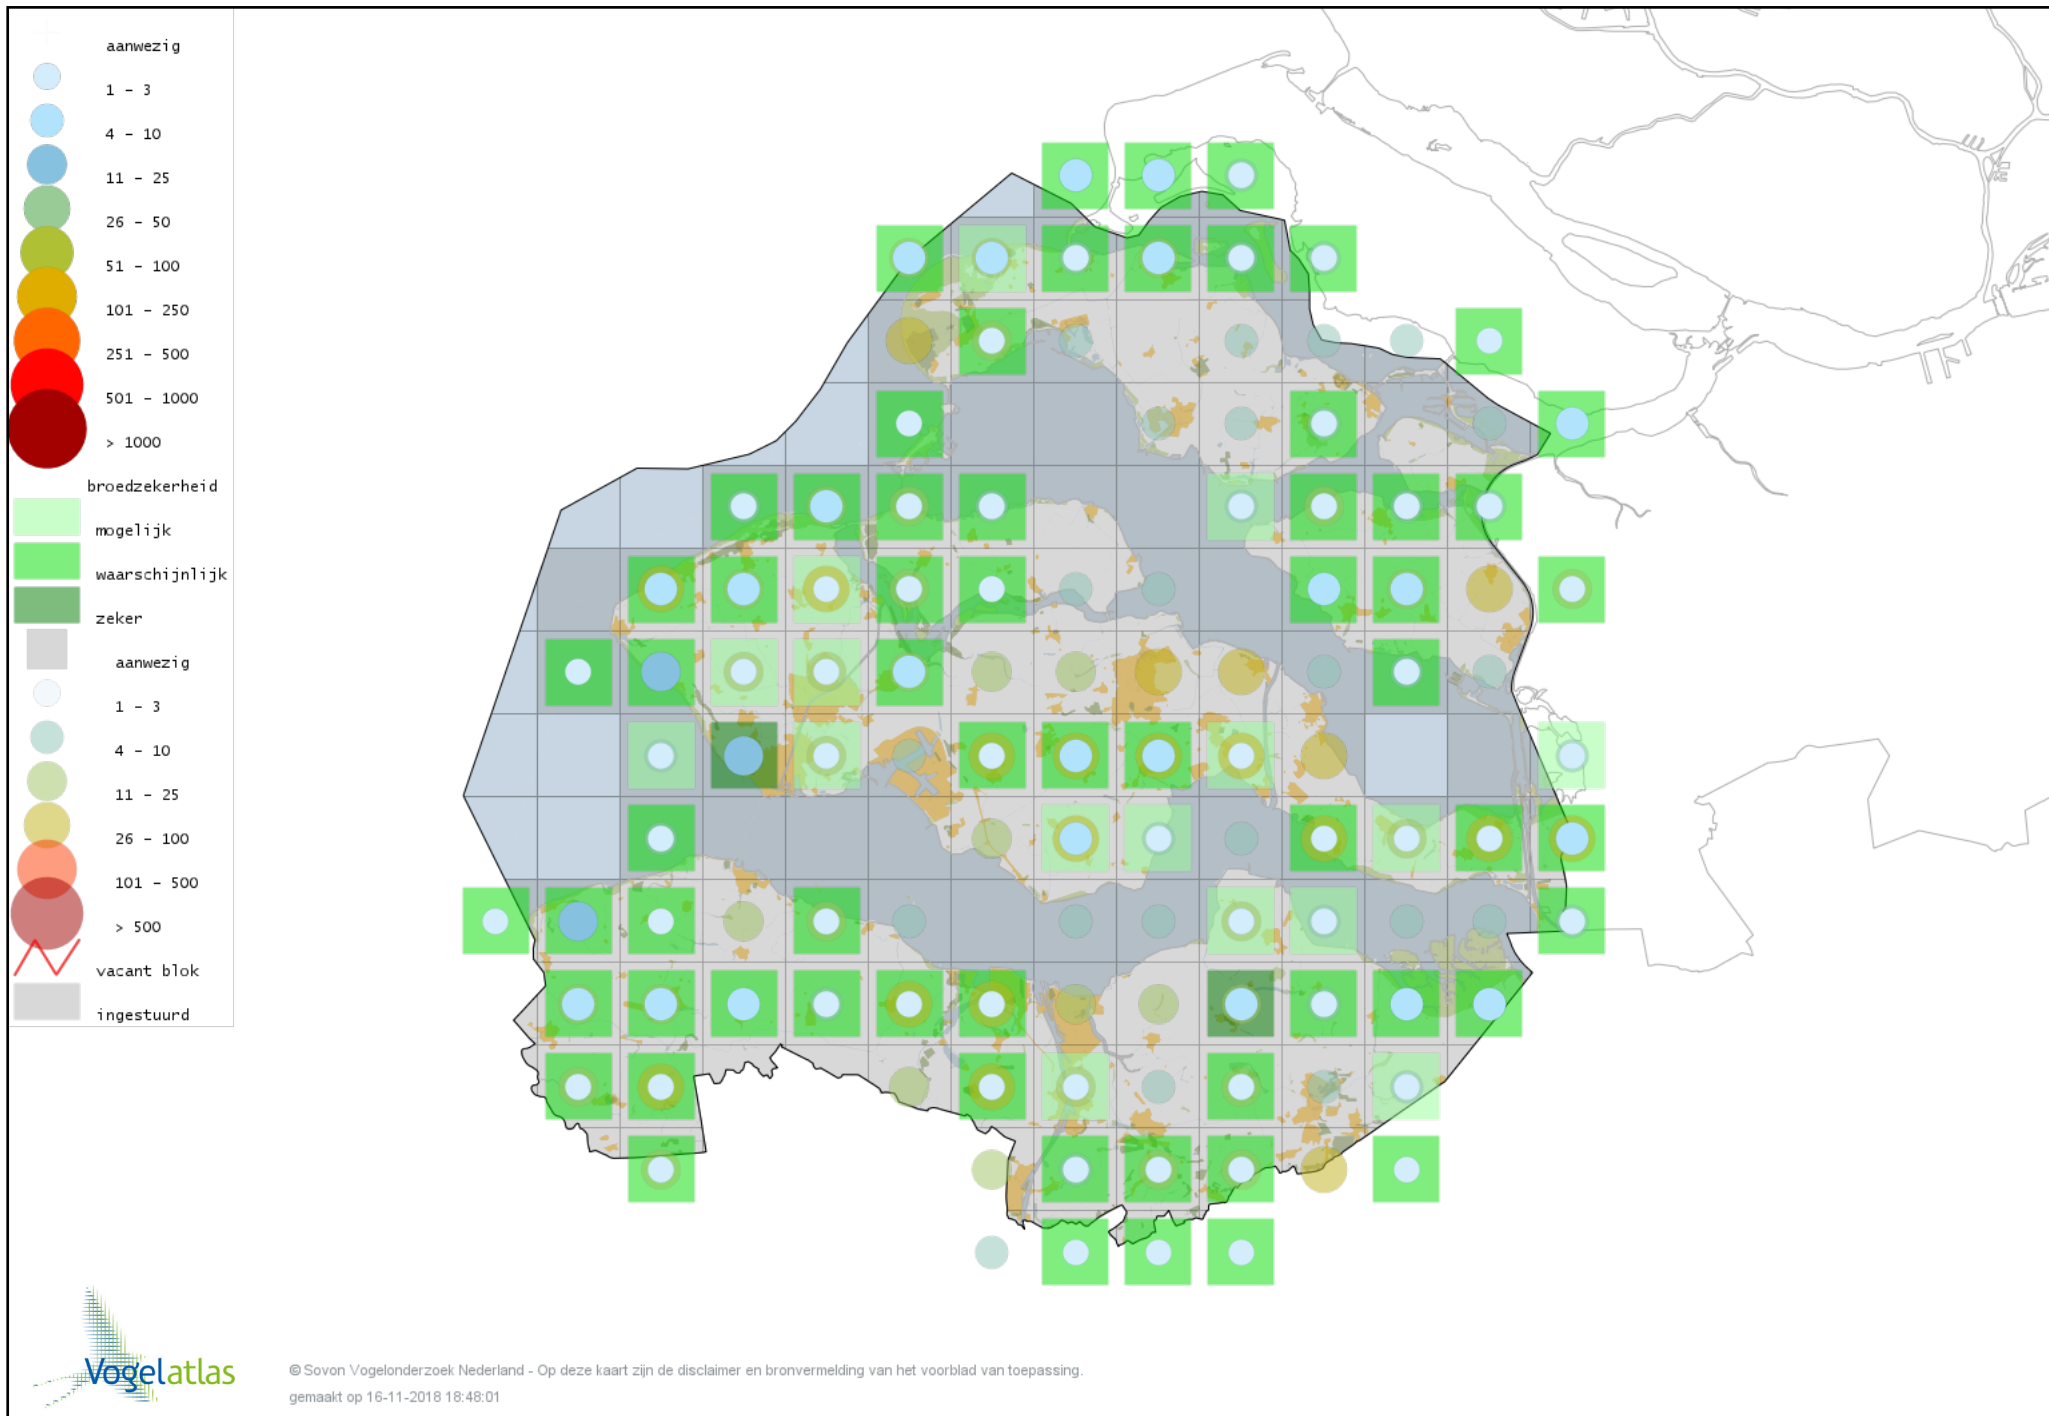 aanwezig
1 - 3
4 - 10
11 - 25
26 - 50
51 - 100
101 - 250
251 - 500
501 - 1000
> 1000
broedzekerheid
mogelijk
waarschijnlijk
zeker
aanwezig
1 - 3
4 - 10
11 - 25
26 - 100
101 - 500
> 500
vacant blok
ingestuurd
Vogelatlas
© Sovon Vogelonderzoek Nederland - Op deze kaart zijn de disclaimer en bronvermelding van het voorblad van toepassing.
gemaakt op 16-11-2018 18:48:01